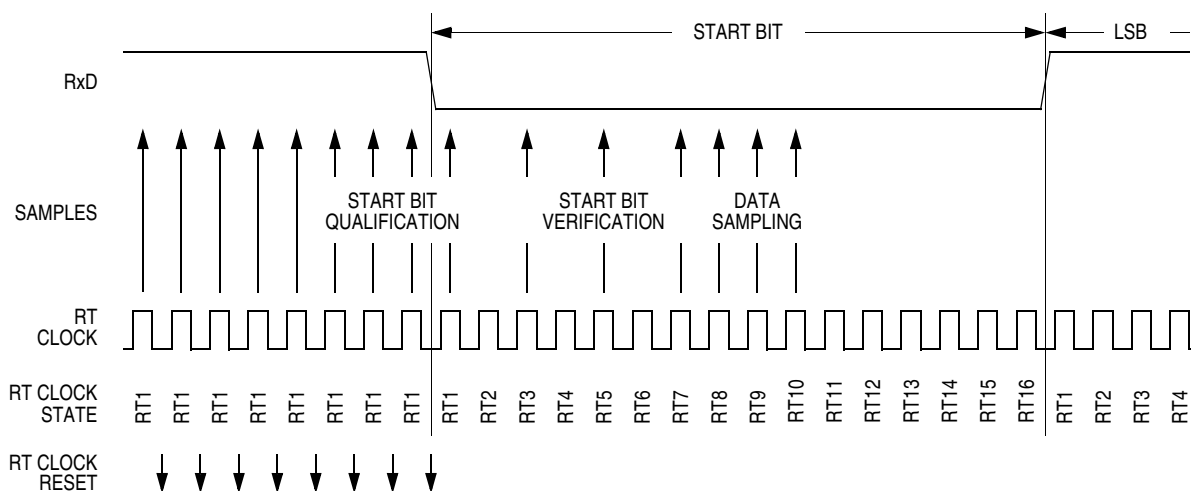 START BIT
LSB
RxD
SAMPLES
START BIT
QUALIFICATION
START BIT
VERIFICATION
DATA
SAMPLING
RT
CLOCK
RT CLOCK
STATE
RT1 RT1 RT1 RT1 RT1 RT1 RT1 RT1 RT1 RT2 RT3 RT4 RT5 RT6 RT7 RT8 RT9 RT10 RT11 RT12 RT13 RT14 RT15 RT16 RT1 RT2 RT3 RT4
RT CLOCK
RESET